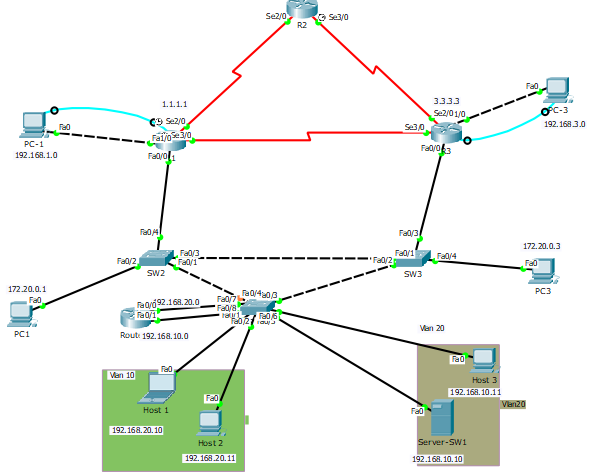 Se2/0
Se3/0
R2
1.1.1.1
3.3.3.3
Fa0
PC-3
Se2/0
Se2/0
1/0
192.168.3.0
Fa0
Fa1/0
Se3/0
Se3/0
PC-1
192.168.1.0
Fa0/0
Fa0/0
Fa0/4
Fa0/3
Fa0/2
Fa0/3
Fa0/1
Fa0/1
Fa0/2
Fa0/4
172.20.0.3
SW2
SW3
Fa0
PC3
172.20.0.1
Fa0
PC1
Fa0/4
Fa0/3
192.168.20.0
Fa0/7
Fa0/8
Fa0/1
Fa0/2
192.168.10.0
Vlan 20
Fa0
Host 3
192.168.10.11
Vlan20
Vlan 10
Fa0
Host 1
Fa0
192.168.20.10
Host 2
192.168.20.11
Fa0
Server-SW1
192.168.10.10